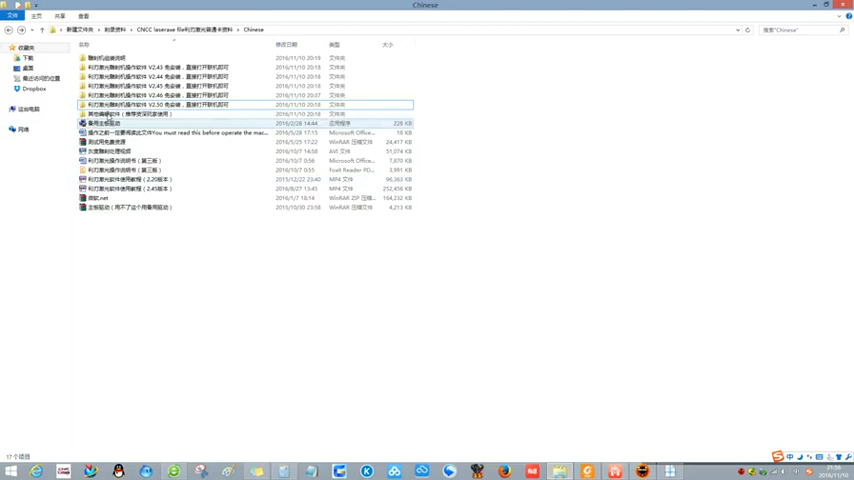 Chinese
文件 主页 共享 查看
新建文件夹 ▸ 刻录资料 ▸ CNCC laseraxe file利刃激光普通卡资料 ▸ Chinese
搜索"Chinese"
收藏夹
下载
桌面
最近访问的位置
Dropbox
这台电脑
网络
名称 修改日期 类型 大小
雕刻机组装说明 2016/11/10 20:19 文件夹
利刃激光雕刻机操作软件 V2.43 免安装，直接打开联机即可 2016/11/10 20:18 文件夹
利刃激光雕刻机操作软件 V2.44 免安装，直接打开联机即可 2016/11/10 20:18 文件夹
利刃激光雕刻机操作软件 V2.45 免安装，直接打开联机即可 2016/11/10 20:18 文件夹
利刃激光雕刻机操作软件 V2.46 免安装，直接打开联机即可 2016/11/10 20:37 文件夹
利刃激光雕刻机操作软件 V2.50 免安装，直接打开联机即可 2016/11/10 20:18 文件夹
其他编辑软件（推荐资深玩家使用） 2016/11/10 20:18 文件夹
备用主板驱动 2016/2/28 14:44 应用程序 228 KB
操作之前一定要阅读此文件You must read this before operate the mac... 2016/5/28 17:15 Microsoft Office... 16 KB
测试用免费资源 2016/5/25 17:22 WinRAR 压缩文件 24,417 KB
灰度雕刻处理视频 2016/10/7 14:58 AVI 文件 51,074 KB
利刃激光操作说明书（第三版） 2016/10/7 0:56 Microsoft Office... 7,870 KB
利刃激光操作说明书（第三版） 2016/10/7 0:54 Foxit Reader PD... 3,991 KB
利刃激光软件使用教程（2.20版本） 2015/12/22 23:40 MP4 文件 96,363 KB
利刃激光软件使用教程（2.45版本） 2016/8/27 13:45 MP4 文件 252,456 KB
微软.net 2016/1/7 18:14 WinRAR ZIP 压缩... 164,232 KB
主板驱动（用不了这个用备用驱动） 2015/10/30 23:58 WinRAR 压缩文件 4,213 KB
17 个项目
中
21:56
2016/11/10